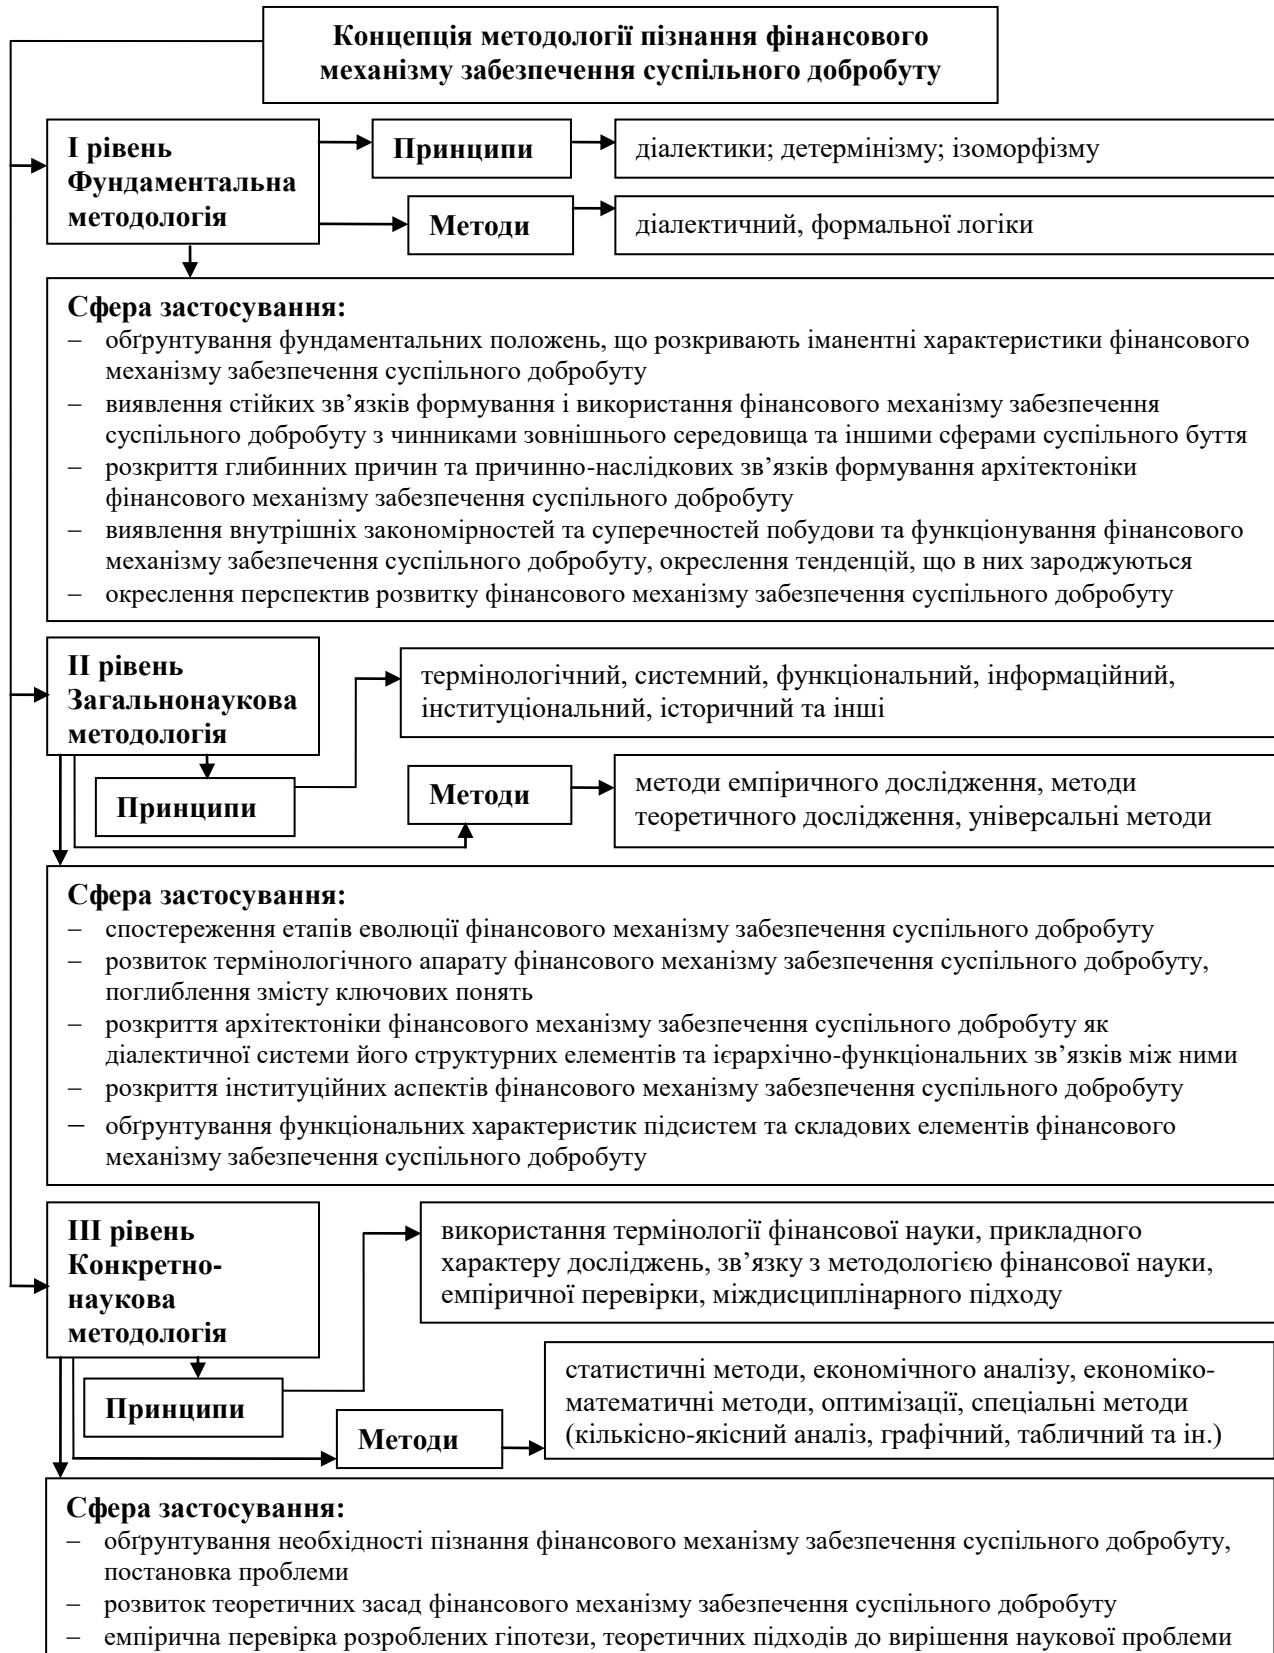 Концепція методології пізнання фінансового
механізму забезпечення суспільного добробуту
І рівень
Фундаментальна
методологія
Принципи
діалектики; детермінізму; ізоморфізму
Методи
діалектичний, формальної логіки
Сфера застосування:
– обґрунтування фундаментальних положень, що розкривають іманентні характеристики фінансового
механізму забезпечення суспільного добробуту
– виявлення стійких зв’язків формування і використання фінансового механізму забезпечення
суспільного добробуту з чинниками зовнішнього середовища та іншими сферами суспільного буття
– розкриття глибинних причин та причинно-наслідкових зв’язків формування архітектоніки
фінансового механізму забезпечення суспільного добробуту
– виявлення внутрішніх закономірностей та суперечностей побудови та функціонування фінансового
механізму забезпечення суспільного добробуту, окреслення тенденцій, що в них зароджуються
– окреслення перспектив розвитку фінансового механізму забезпечення суспільного добробуту
ІІ рівень
Загальнонаукова
методологія
термінологічний, системний, функціональний, інформаційний,
інституціональний, історичний та інші
Принципи
Методи
методи емпіричного дослідження, методи
теоретичного дослідження, універсальні методи
Сфера застосування:
– спостереження етапів еволюції фінансового механізму забезпечення суспільного добробуту
– розвиток термінологічного апарату фінансового механізму забезпечення суспільного добробуту,
поглиблення змісту ключових понять
– розкриття архітектоніки фінансового механізму забезпечення суспільного добробуту як
діалектичної системи його структурних елементів та ієрархічно-функціональних зв’язків між ними
– розкриття інституційних аспектів фінансового механізму забезпечення суспільного добробуту
– обґрунтування функціональних характеристик підсистем та складових елементів фінансового
механізму забезпечення суспільного добробуту
ІІІ рівень
Конкретно-
наукова
методологія
використання термінології фінансової науки, прикладного
характеру досліджень, зв’язку з методологією фінансової науки,
емпіричної перевірки, міждисциплінарного підходу
Принципи
Методи
статистичні методи, економічного аналізу, економіко-
математичні методи, оптимізації, спеціальні методи
(кількісно-якісний аналіз, графічний, табличний та ін.)
Сфера застосування:
– обґрунтування необхідності пізнання фінансового механізму забезпечення суспільного добробуту,
постановка проблеми
– розвиток теоретичних засад фінансового механізму забезпечення суспільного добробуту
– емпірична перевірка розроблених гіпотези, теоретичних підходів до вирішення наукової проблеми